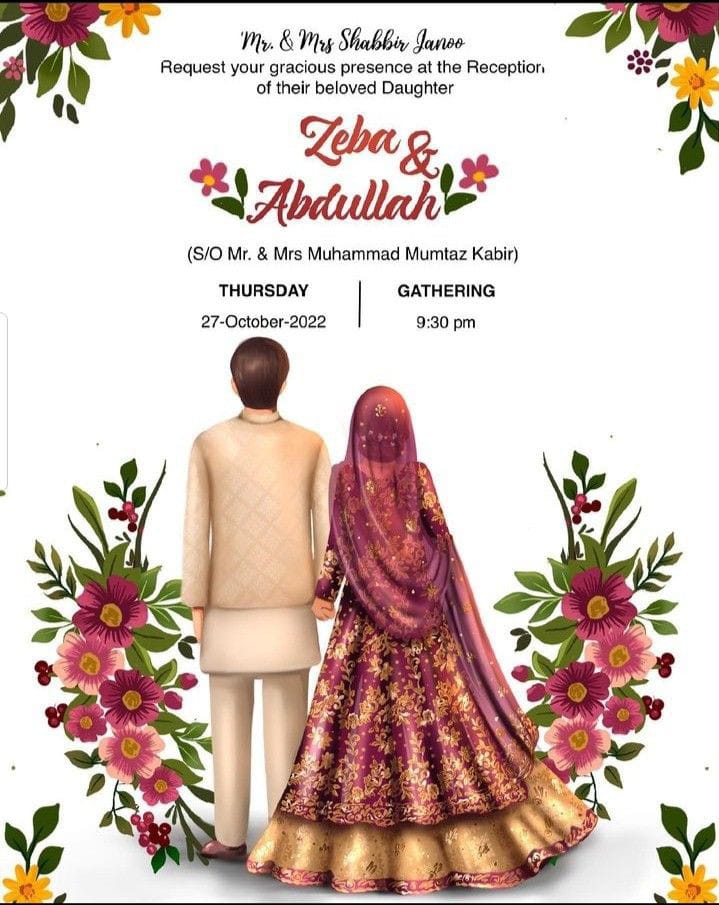 'Mr. & Mrs Shabbir Janoo
Request your gracious presence at the Reception
of their beloved Daughter
Zeba &
Abdullah
(S/O Mr. & Mrs Muhammad Mumtaz Kabir)
THURSDAY | GATHERING
27-October-2022 | 9:30 pm